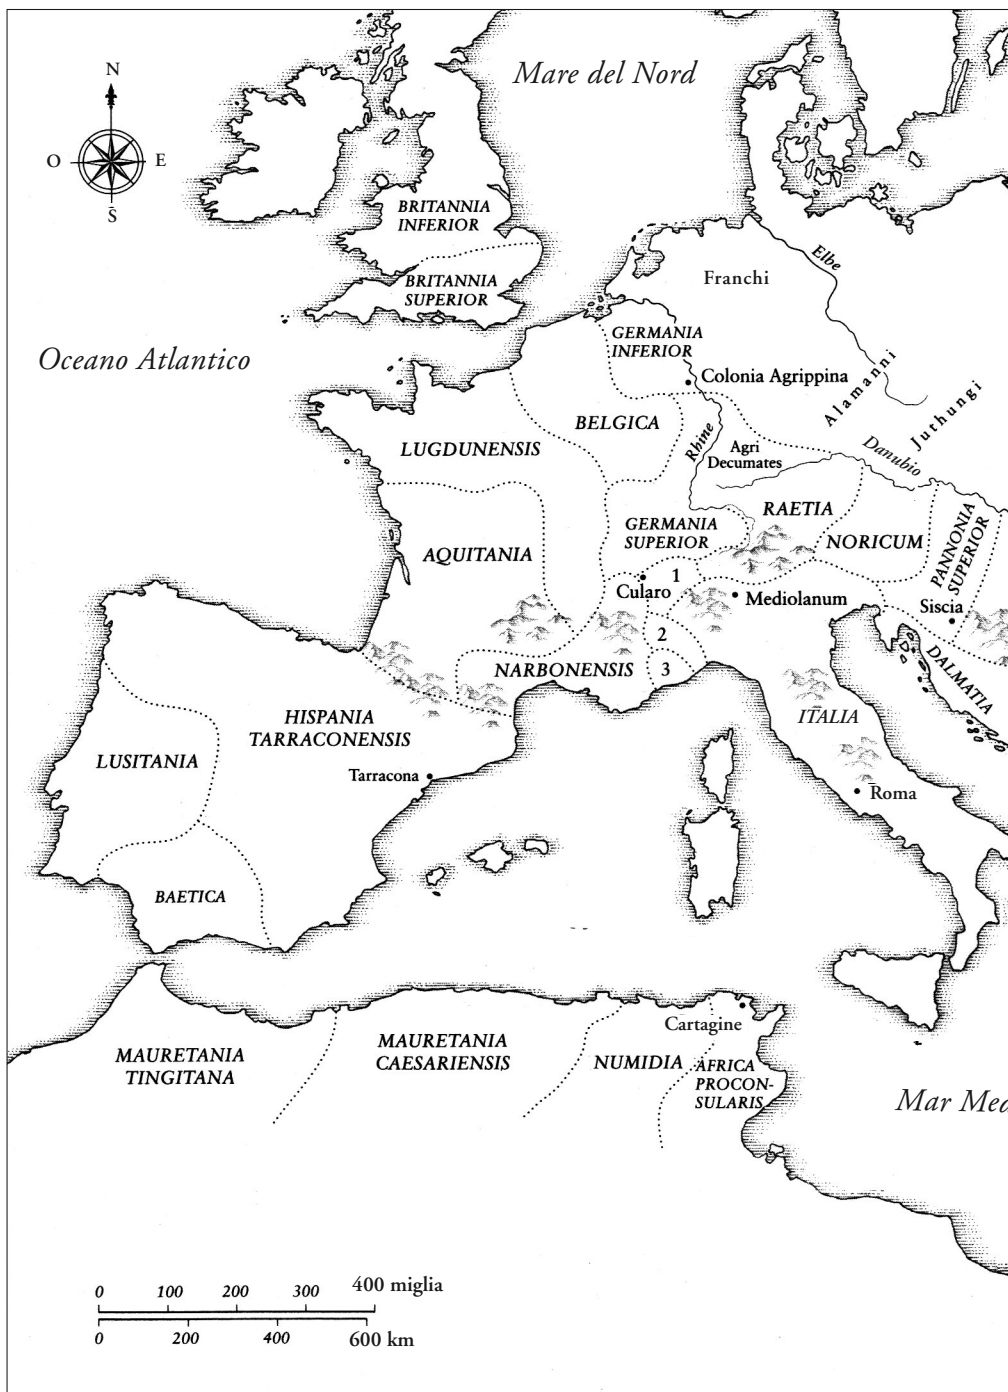 Mare del Nord
N
O
E
S
BRITANNIA
INFERIOR
BRITANNIA
SUPERIOR
Elbe
Franchi
Oceano Atlantico
GERMANIA
INFERIOR
Colonia Agrippina
Alamanni
Juthungi
BELGICA
Rhine
Agri
Decumates
Danubio
LUGDUNENSIS
RAETIA
GERMANIA
SUPERIOR
NORICUM
PANNONIA
SUPERIOR
AQUITANIA
1
Cularo
Mediolanum
Siscia
2
NARBONENSIS
3
DALMATIA
ITALIA
HISPANIA
TARRACONENSIS
LUSITANIA
Tarracona
Roma
BAETICA
Cartagine
MAURETANIA
TINGITANA
MAURETANIA
CAESARIENSIS
NUMIDIA
AFRICA
PROCON-
SULARIS
Mar Med
0 100 200 300 400 miglia
0 200 400 600 km